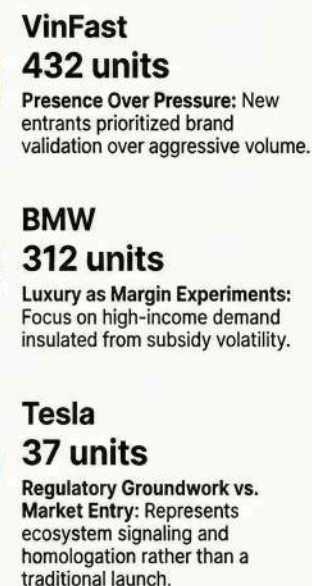 VinFast
432 units
Presence Over Pressure: New
entrants prioritized brand
validation over aggressive volume.
BMW
312 units
Luxury as Margin Experiments:
Focus on high-income demand
insulated from subsidy volatility.
Tesla
37 units
Regulatory Groundwork vs.
Market Entry: Represents
ecosystem signaling and
homologation rather than a
traditional launch.